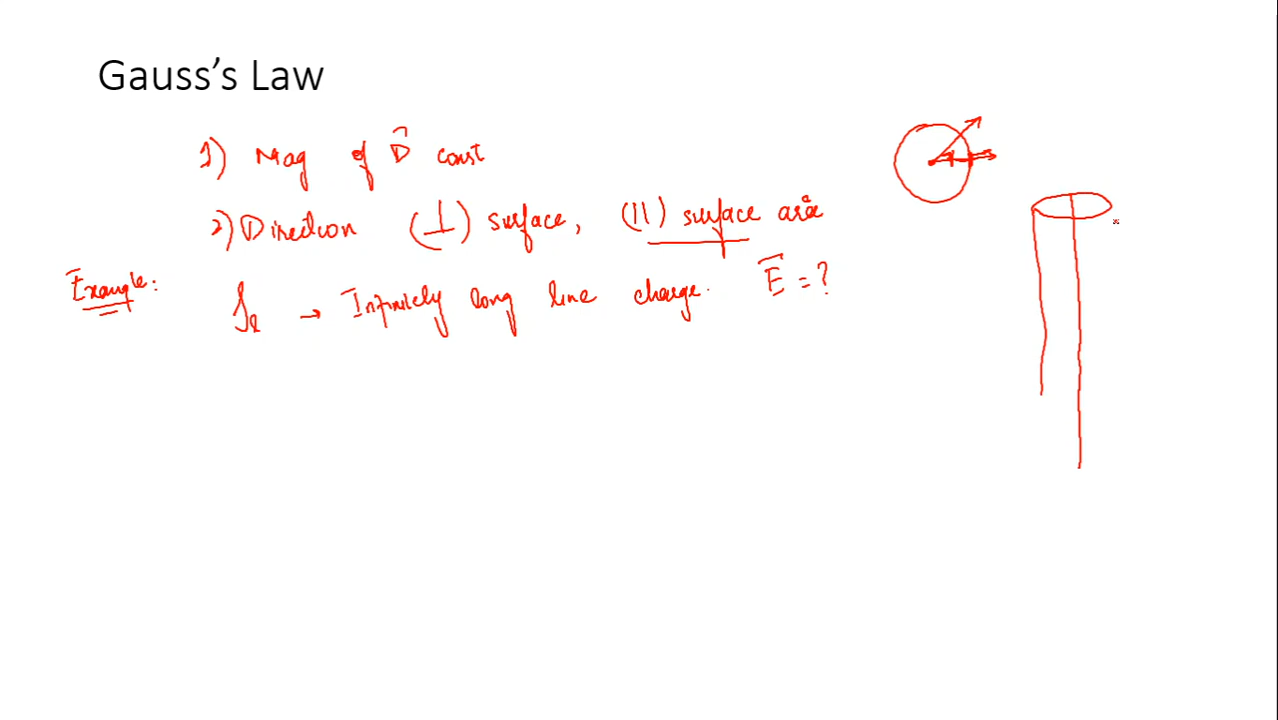 Gauss's Law
1) Mag of D̄ const
2) Direction (⊥) surface, (||) surface area
Example: ρₗ → Infinitely long line charge. Ē = ?